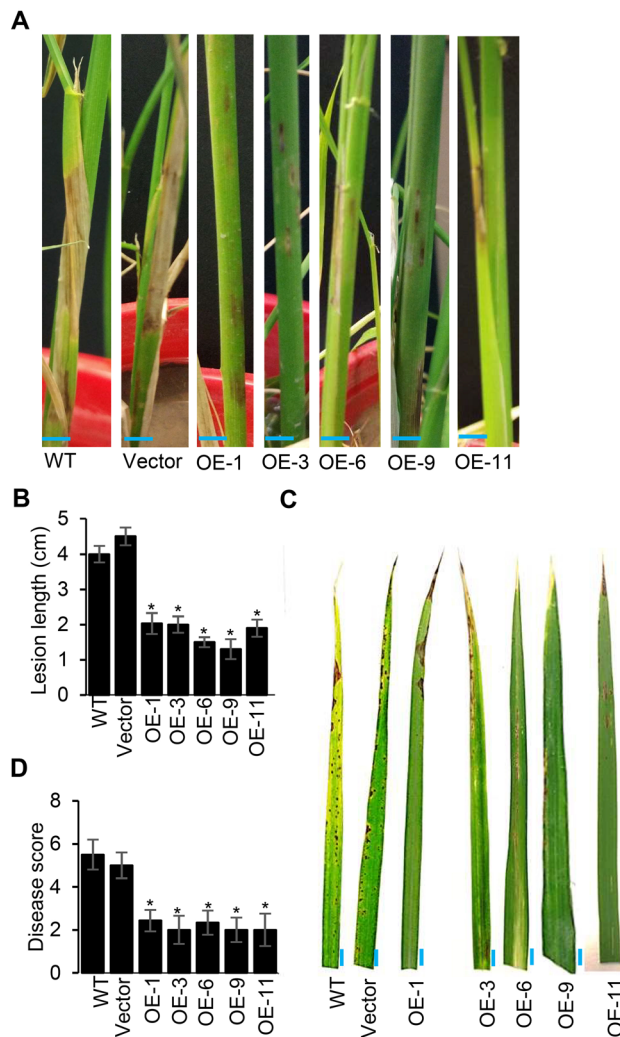 A
WT Vector OE-1 OE-3 OE-6 OE-9 OE-11
B
Lesion length (cm)
5
4
3
2
1
0
* * * * *
WT Vector OE-1 OE-3 OE-6 OE-9 OE-11
C
WT Vector OE-1 OE-3 OE-6 OE-9 OE-11
D
Disease score
8
6
4
2
0
* * * * *
WT Vector OE-1 OE-3 OE-6 OE-9 OE-11